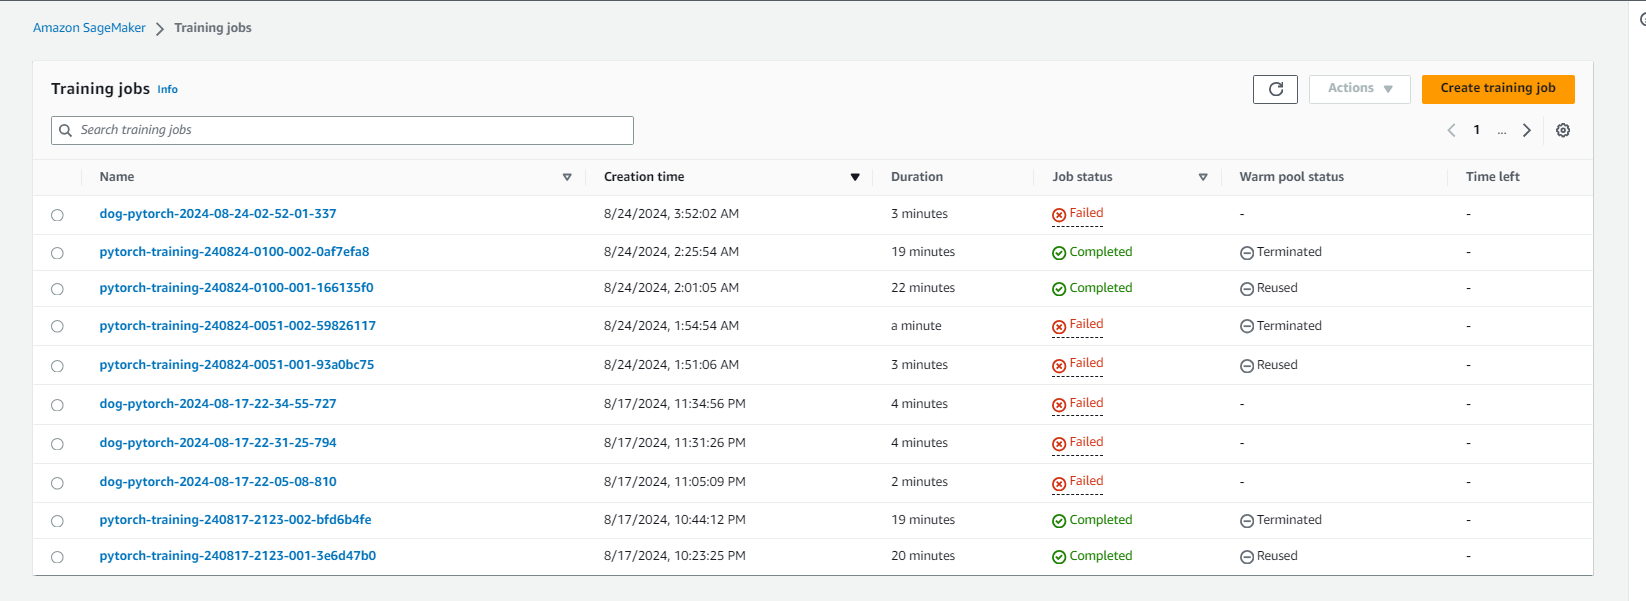 Amazon SageMaker > Training jobs
Training jobs Info
Actions
Create training job
Search training jobs
1 ...
Name Creation time Duration Job status Warm pool status Time left
dog-pytorch-2024-08-24-02-52-01-337 8/24/2024, 3:52:02 AM 3 minutes Failed - -
pytorch-training-240824-0100-002-0af7efa8 8/24/2024, 2:25:54 AM 19 minutes Completed Terminated -
pytorch-training-240824-0100-001-166135f0 8/24/2024, 2:01:05 AM 22 minutes Completed Reused -
pytorch-training-240824-0051-002-59826117 8/24/2024, 1:54:54 AM a minute Failed Terminated -
pytorch-training-240824-0051-001-93a0bc75 8/24/2024, 1:51:06 AM 3 minutes Failed Reused -
dog-pytorch-2024-08-17-22-34-55-727 8/17/2024, 11:34:56 PM 4 minutes Failed - -
dog-pytorch-2024-08-17-22-31-25-794 8/17/2024, 11:31:26 PM 4 minutes Failed - -
dog-pytorch-2024-08-17-22-05-08-810 8/17/2024, 11:05:09 PM 2 minutes Failed - -
pytorch-training-240817-2123-002-bfd6b4fe 8/17/2024, 10:44:12 PM 19 minutes Completed Terminated -
pytorch-training-240817-2123-001-3e6d47b0 8/17/2024, 10:23:25 PM 20 minutes Completed Reused -